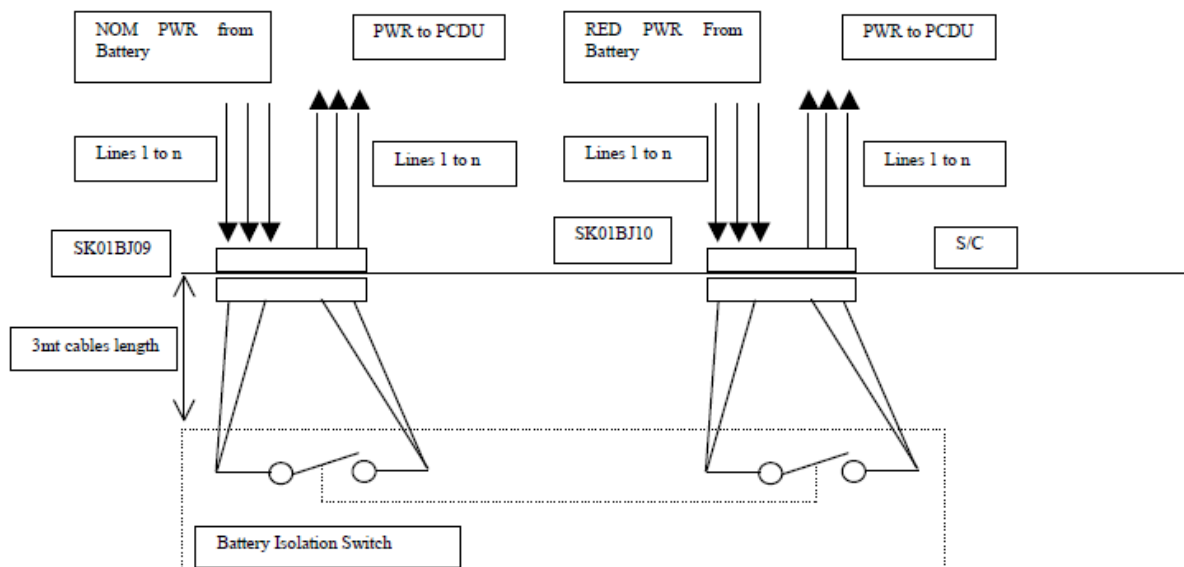 NOM PWR from
Battery
PWR to PCDU
RED PWR From
Battery
PWR to PCDU
Lines 1 to n
Lines 1 to n
Lines 1 to n
Lines 1 to n
SK01BJ09
SK01BJ10
S/C
3mt cables length
Battery Isolation Switch